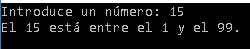 Introduce un número: 15
El 15 está entre el 1 y el 99.